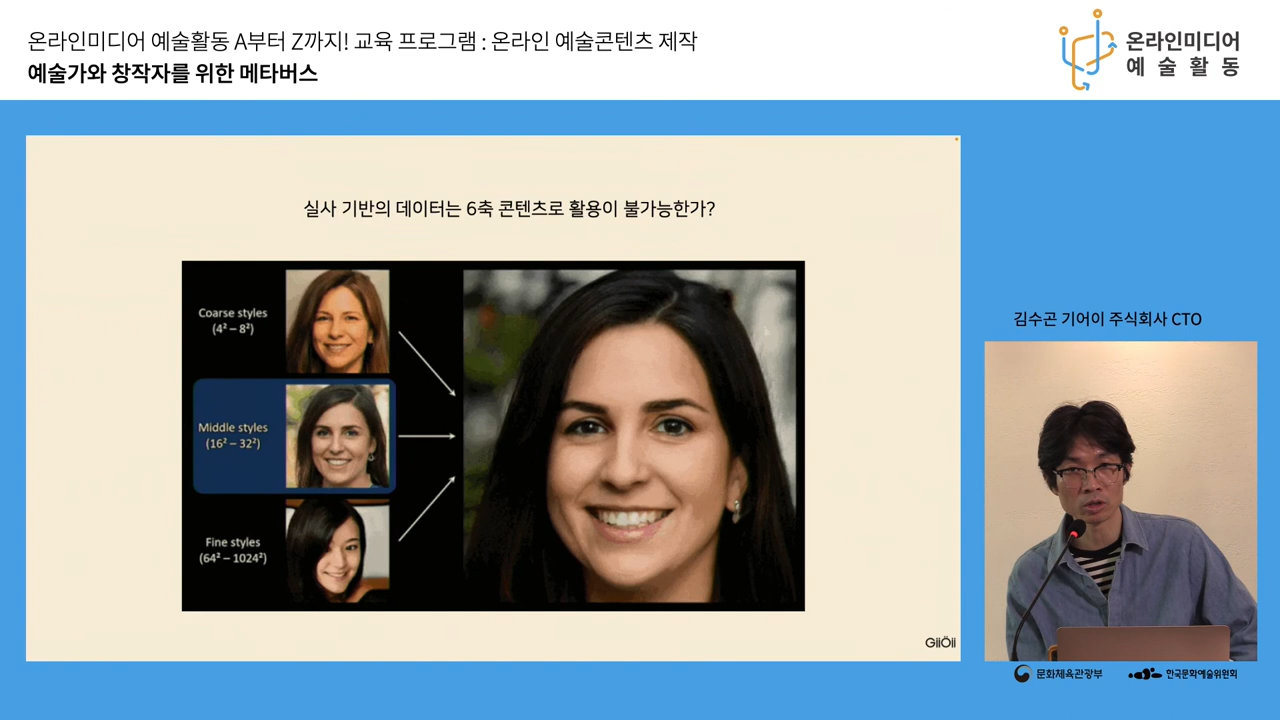 온라인미디어 예술활동 A부터 Z까지! 교육 프로그램 : 온라인 예술콘텐츠 제작
예술가와 창작자를 위한 메타버스
온라인미디어
예 술 활 동
실사 기반의 데이터는 6축 콘텐츠로 활용이 불가능한가?
Coarse styles
(4² – 8²)
Middle styles
(16² – 32²)
Fine styles
(64² – 1024²)
GiiÖii
김수곤 기어이 주식회사 CTO
문화체육관광부
한국문화예술위원회